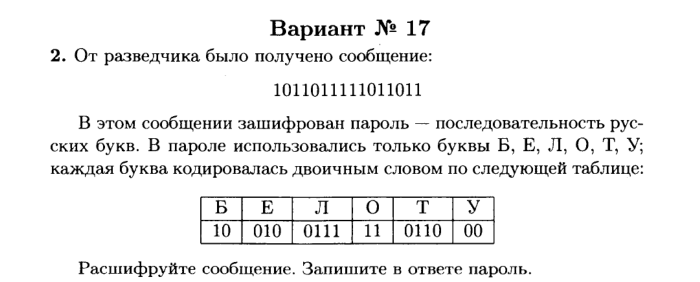 Вариант № 17
2. От разведчика было получено сообщение:
1011011111011011
В этом сообщении зашифрован пароль — последовательность рус-
ских букв. В пароле использовались только буквы Б, Е, Л, О, Т, У;
каждая буква кодировалась двоичным словом по следующей таблице:
Б Е Л О Т У
10 010 0111 11 0110 00
Расшифруйте сообщение. Запишите в ответе пароль.